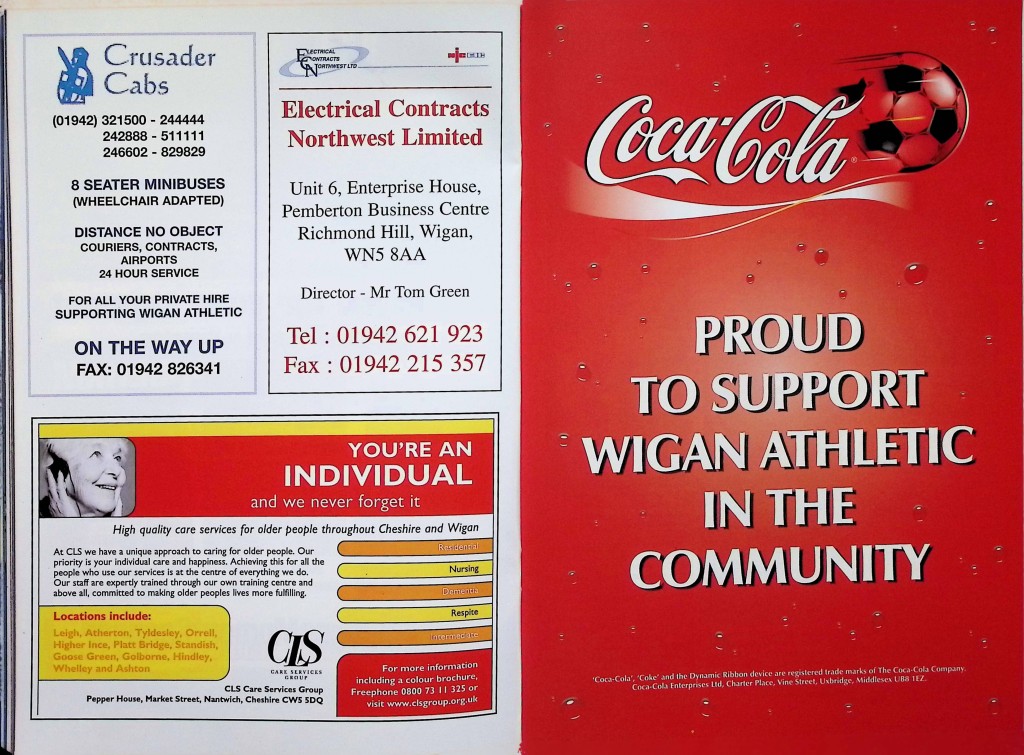 Crusader
Cabs
(01942) 321500 - 244444
242888 - 511111
246602 - 829829
8 SEATER MINIBUSES
(WHEELCHAIR ADAPTED)
DISTANCE NO OBJECT
COURIERS, CONTRACTS,
AIRPORTS
24 HOUR SERVICE
FOR ALL YOUR PRIVATE HIRE
SUPPORTING WIGAN ATHLETIC
ON THE WAY UP
FAX: 01942 826341
ELECTRICAL
CONTRACTS
NORTHWEST LTD
Electrical Contracts
Northwest Limited
Unit 6, Enterprise House,
Pemberton Business Centre
Richmond Hill, Wigan,
WN5 8AA
Director - Mr Tom Green
Tel : 01942 621 923
Fax : 01942 215 357
YOU'RE AN
INDIVIDUAL
and we never forget it
High quality care services for older people throughout Cheshire and Wigan
At CLS we have a unique approach to caring for older people. Our
priority is your individual care and happiness. Achieving this for all the
people who use our services is at the centre of everything we do.
Our staff are expertly trained through our own training centre and
above all, committed to making older peoples lives more fulfilling.
Residential
Nursing
Dementia
Respite
Intermediate
Locations include:
Leigh, Atherton, Tyldesley, Orrell,
Higher Ince, Platt Bridge, Standish,
Goose Green, Golborne, Hindley,
Whelley and Ashton
CLS
CARE SERVICES
GROUP
CLS Care Services Group
Pepper House, Market Street, Nantwich, Cheshire CW5 5DQ
For more information
including a colour brochure,
Freephone 0800 73 11 325 or
visit www.clsgroup.org.uk
Coca-Cola®
PROUD
TO SUPPORT
WIGAN ATHLETIC
IN THE
COMMUNITY
'Coca-Cola', 'Coke' and the Dynamic Ribbon device are registered trade marks of The Coca-Cola Company.
Coca-Cola Enterprises Ltd, Charter Place, Vine Street, Uxbridge, Middlesex UB8 1EZ.